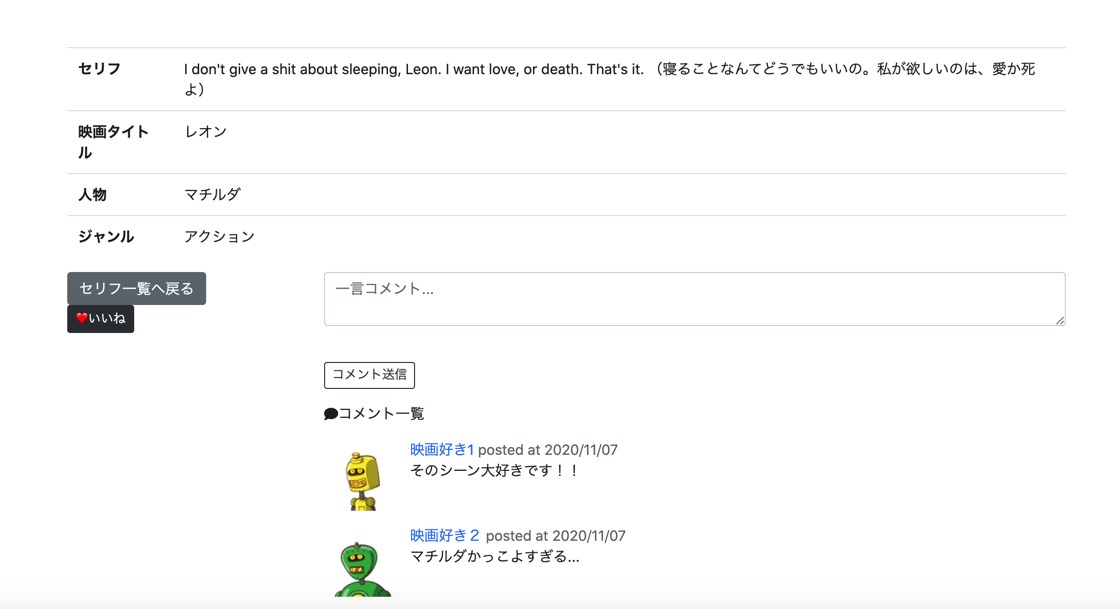 セリフ
I don't give a shit about sleeping, Leon. I want love, or death. That's it. （寝ることなんてどうでもいいの。私が欲しいのは、愛か死
よ）
映画タイト
ル
レオン
人物
マチルダ
ジャンル
アクション
セリフ一覧へ戻る
❤️いいね
一言コメント...
コメント送信
コメント一覧
映画好き1 posted at 2020/11/07
そのシーン大好きです！！
映画好き２ posted at 2020/11/07
マチルダかっこよすぎる...